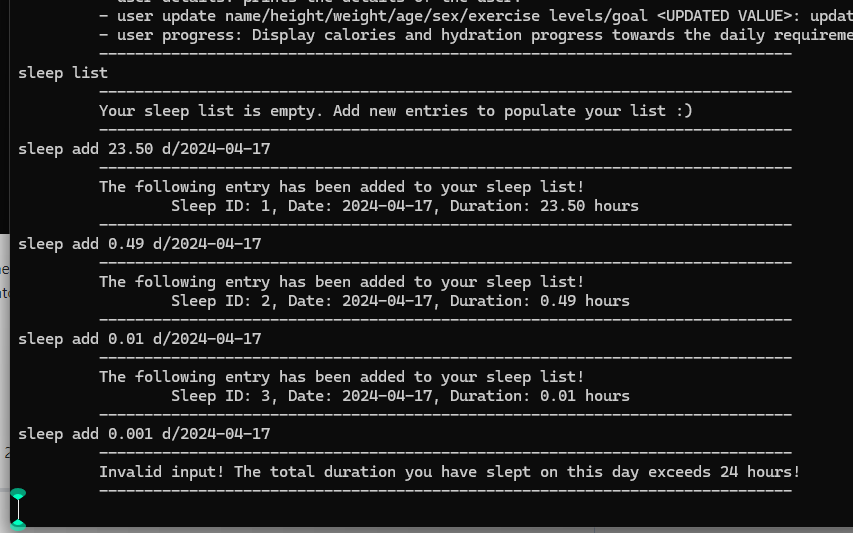 - user update name/height/weight/age/sex/exercise levels/goal <UPDATED VALUE>: updat
- user progress: Display calories and hydration progress towards the daily requireme
sleep list
Your sleep list is empty. Add new entries to populate your list :)
sleep add 23.50 d/2024-04-17
The following entry has been added to your sleep list!
Sleep ID: 1, Date: 2024-04-17, Duration: 23.50 hours
sleep add 0.49 d/2024-04-17
The following entry has been added to your sleep list!
Sleep ID: 2, Date: 2024-04-17, Duration: 0.49 hours
sleep add 0.01 d/2024-04-17
The following entry has been added to your sleep list!
Sleep ID: 3, Date: 2024-04-17, Duration: 0.01 hours
sleep add 0.001 d/2024-04-17
Invalid input! The total duration you have slept on this day exceeds 24 hours!